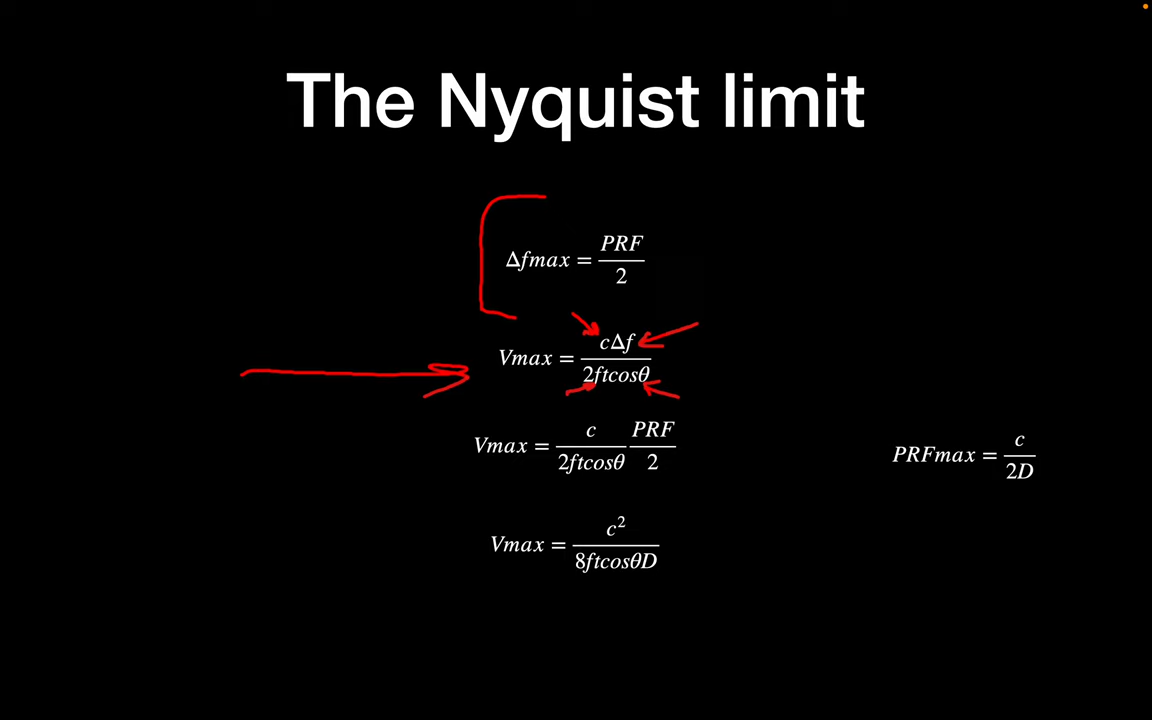 The Nyquist limit
Δfmax = PRF/2
Vmax = cΔf/2ftcosθ
Vmax = c/2ftcosθ PRF/2
PRFmax = c/2D
Vmax = c²/8ftcosθD